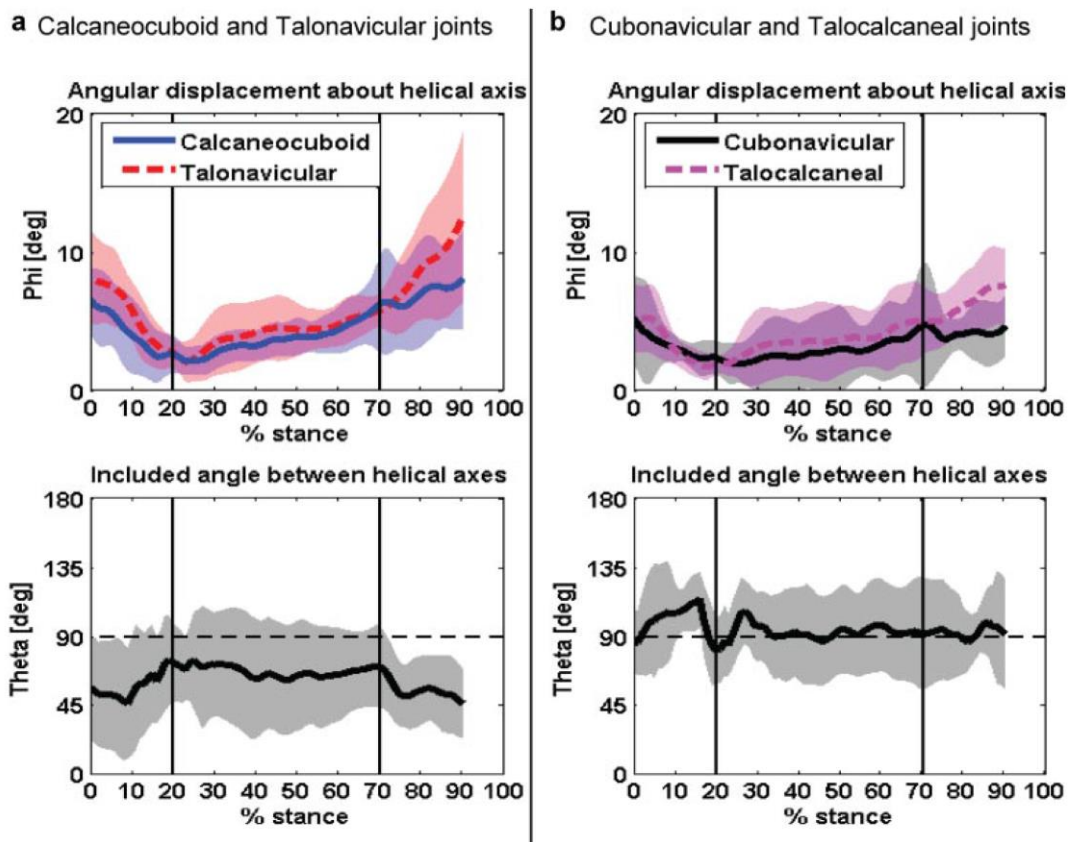 a Calcaneocuboid and Talonavicular joints
Angular displacement about helical axis
20
10
0
Phi [deg]
Calcaneocuboid
Talonavicular
0 10 20 30 40 50 60 70 80 90 100
% stance
Included angle between helical axes
180
135
90
45
0
Theta [deg]
0 10 20 30 40 50 60 70 80 90 100
% stance
b Cubonavicular and Talocalcaneal joints
Angular displacement about helical axis
20
10
0
Phi [deg]
Cubonavicular
Talocalcaneal
0 10 20 30 40 50 60 70 80 90 100
% stance
Included angle between helical axes
180
135
90
45
0
Theta [deg]
0 10 20 30 40 50 60 70 80 90 100
% stance